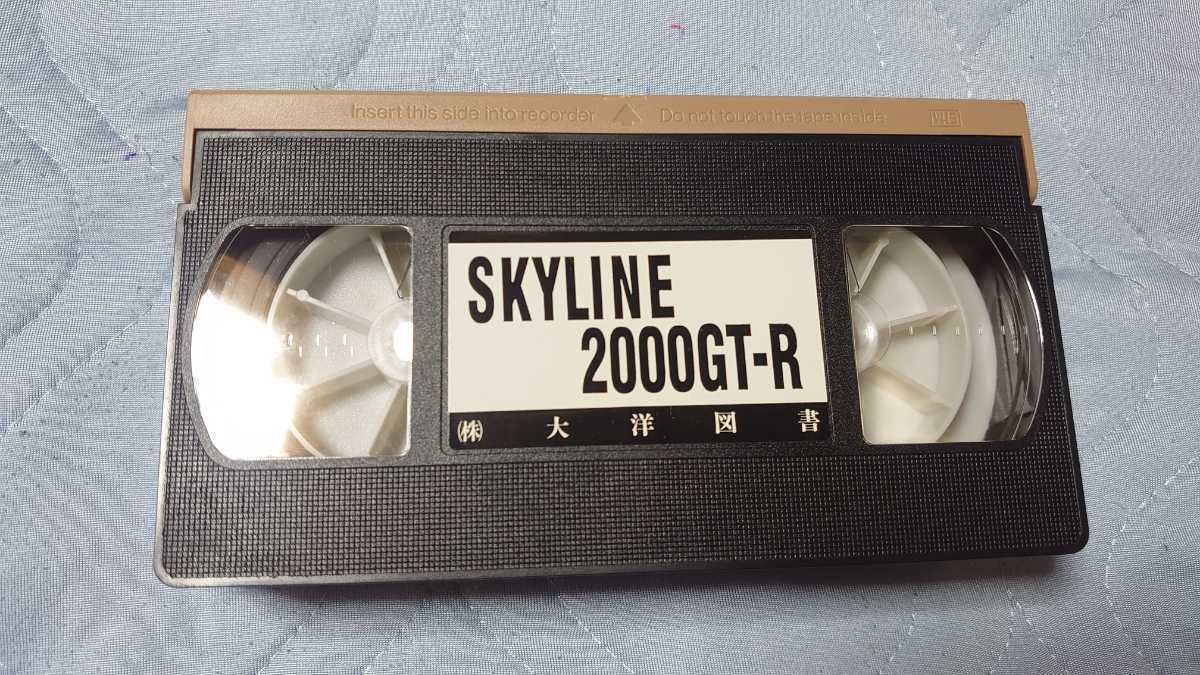 Insert this side into recorder △ Do not touch the tape inside VHS
SKYLINE
2000GT-R
㈱ 大洋図書